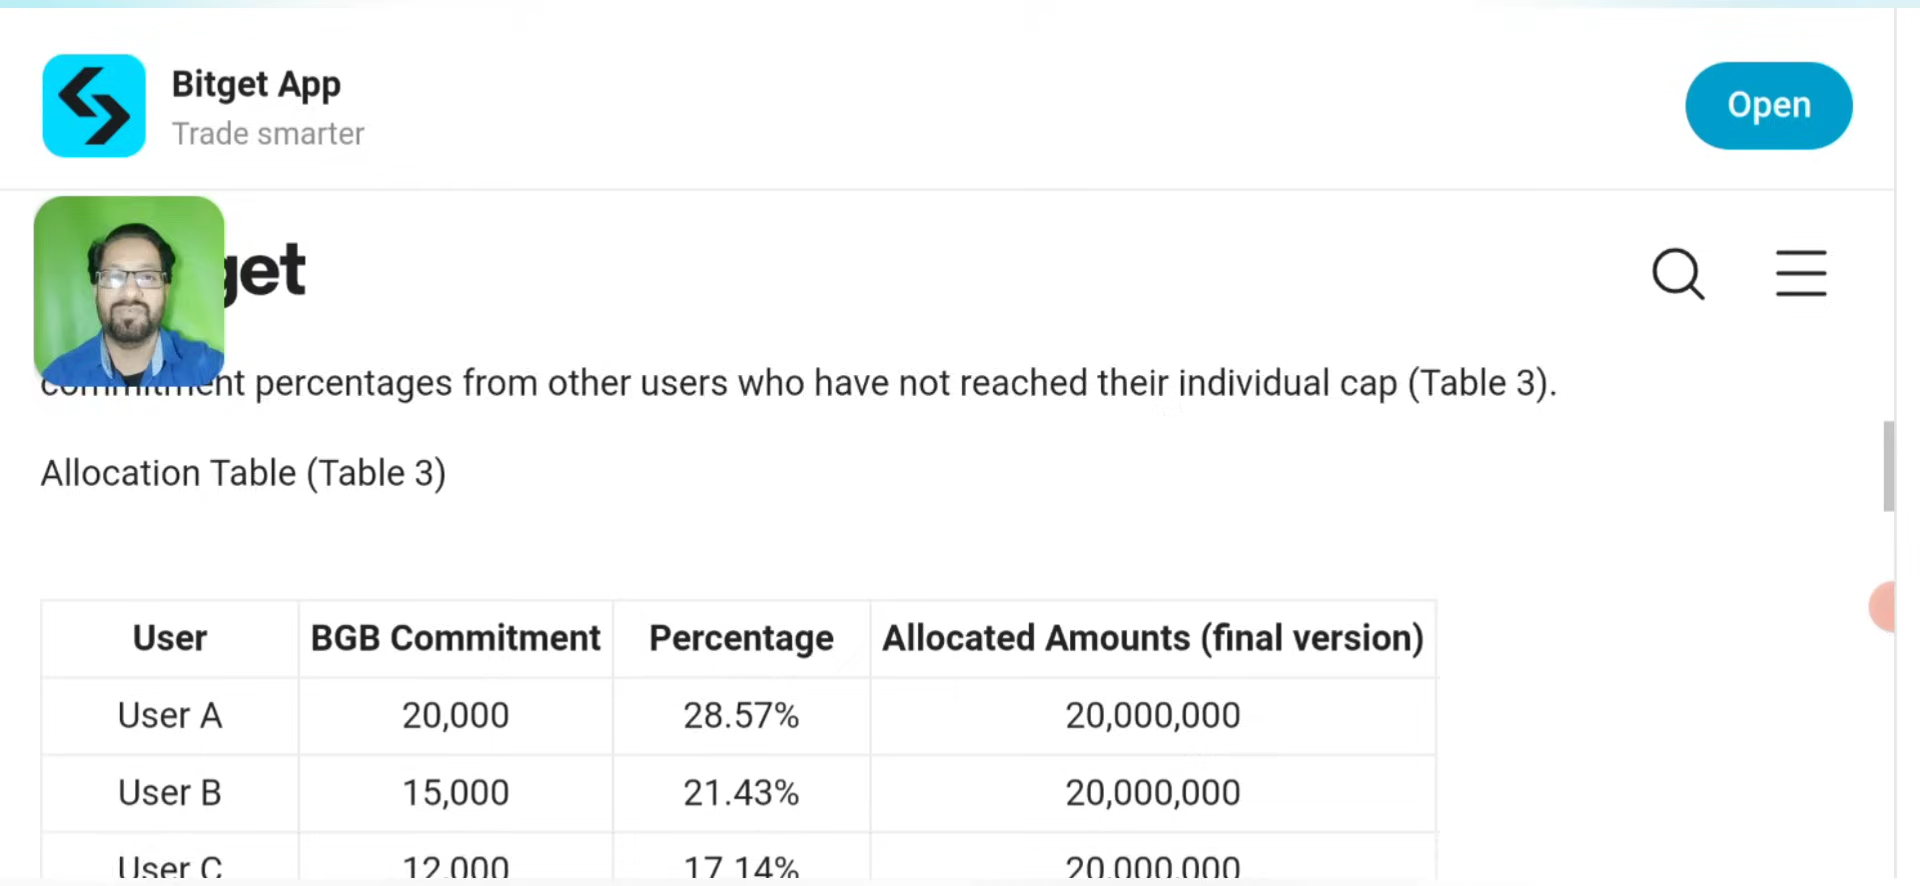 Bitget App
Trade smarter
Open
get
commitment percentages from other users who have not reached their individual cap (Table 3).
Allocation Table (Table 3)
User BGB Commitment Percentage Allocated Amounts (final version)
User A 20,000 28.57% 20,000,000
User B 15,000 21.43% 20,000,000
User C 12,000 17.14% 20,000,000